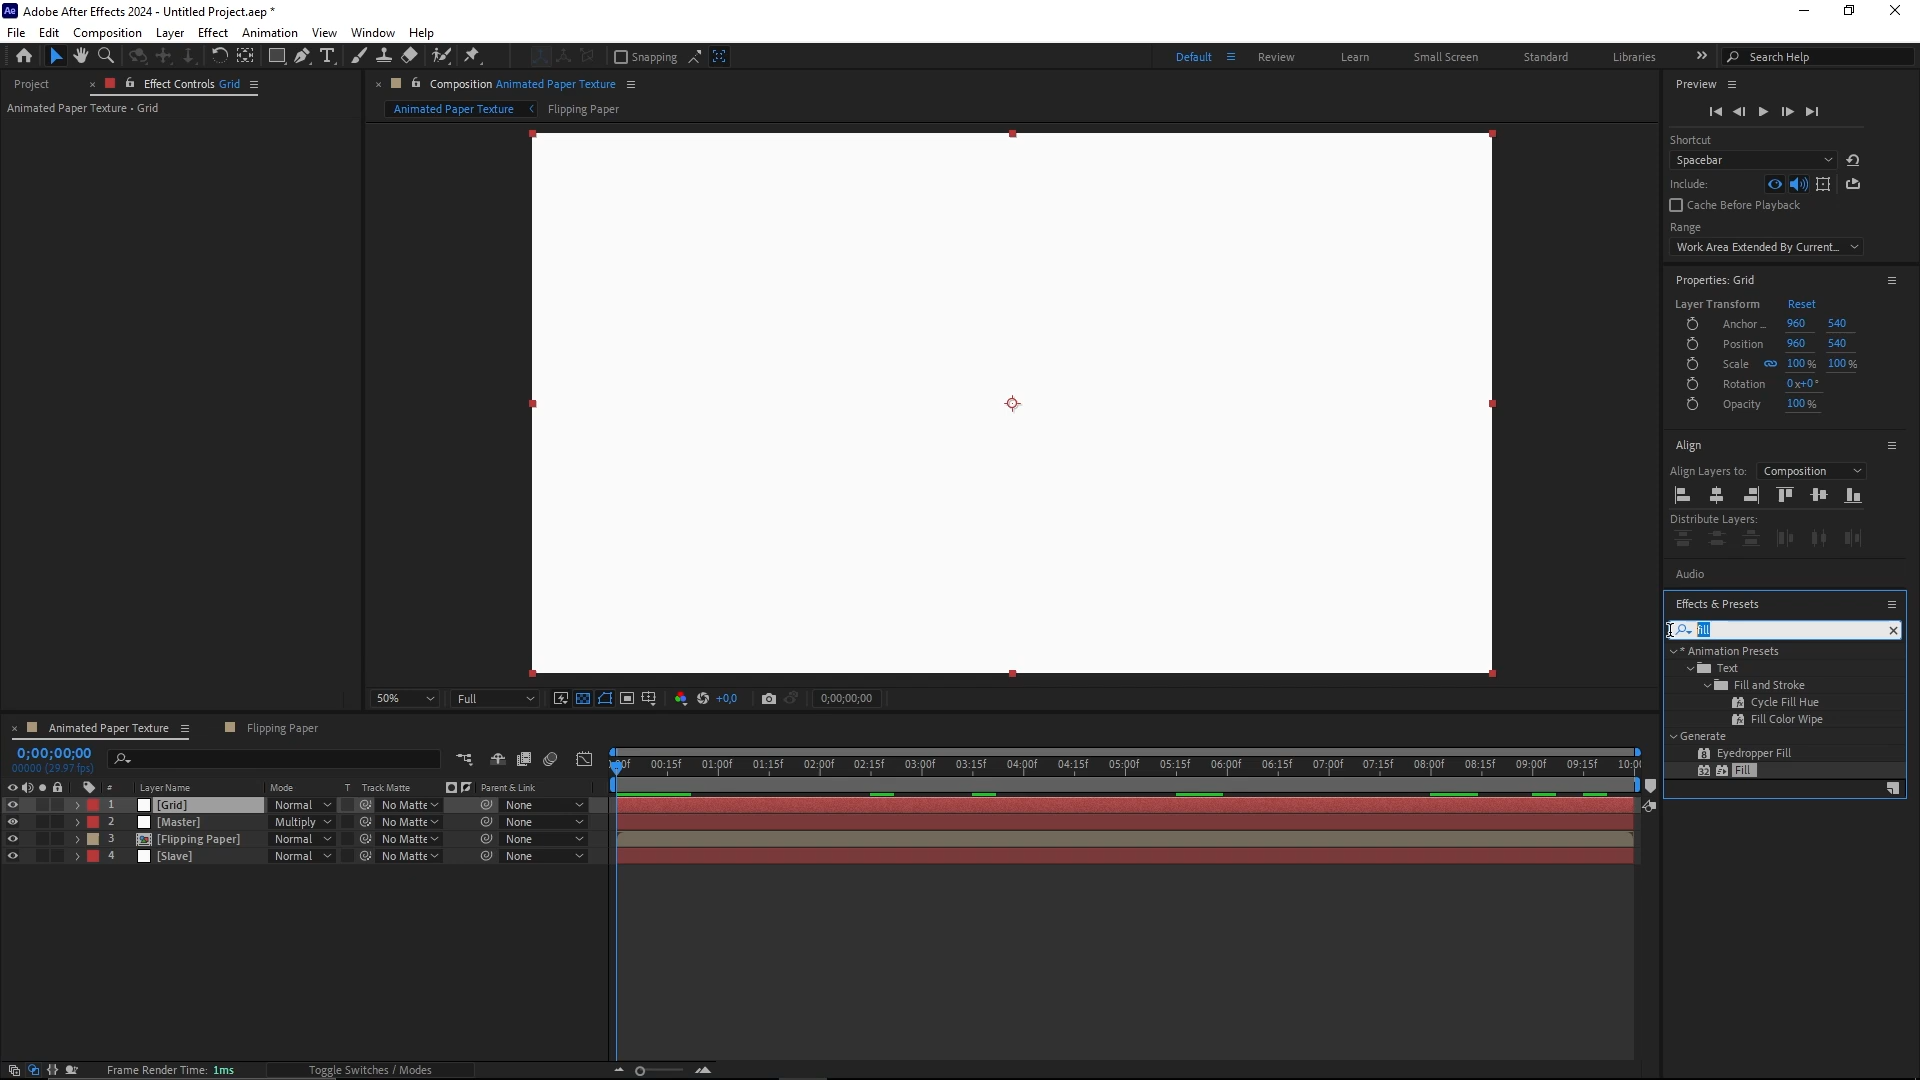 Ae Adobe After Effects 2024 - Untitled Project.aep *
File Edit Composition Layer Effect Animation View Window Help
Snapping
Default Review Learn Small Screen Standard Libraries Search Help
Project Effect Controls Grid
Animated Paper Texture • Grid
Composition Animated Paper Texture
Animated Paper Texture Flipping Paper
Preview
Shortcut
Spacebar
Include:
Cache Before Playback
Range
Work Area Extended By Current...
Properties: Grid
Layer Transform Reset
Anchor ... 960 540
Position 960 540
Scale 100 % 100 %
Rotation 0x+0°
Opacity 100 %
Align
Align Layers to: Composition
Distribute Layers:
Audio
Effects & Presets
fill
* Animation Presets
Text
Fill and Stroke
Cycle Fill Hue
Fill Color Wipe
Generate
Eyedropper Fill
Fill
50% Full +0,0 0;00;00;00
Animated Paper Texture Flipping Paper
0;00;00;00
00000 (29.97 fps)
00:15f 01:00f 01:15f 02:00f 02:15f 03:00f 03:15f 04:00f 04:15f 05:00f 05:15f 06:00f 06:15f 07:00f 07:15f 08:00f 08:15f 09:00f 09:15f 10:0
# Layer Name Mode T Track Matte Parent & Link
1 [Grid] Normal No Matte None
2 [Master] Multiply No Matte None
3 [Flipping Paper] Normal No Matte None
4 [Slave] Normal No Matte None
Frame Render Time: 1ms Toggle Switches / Modes